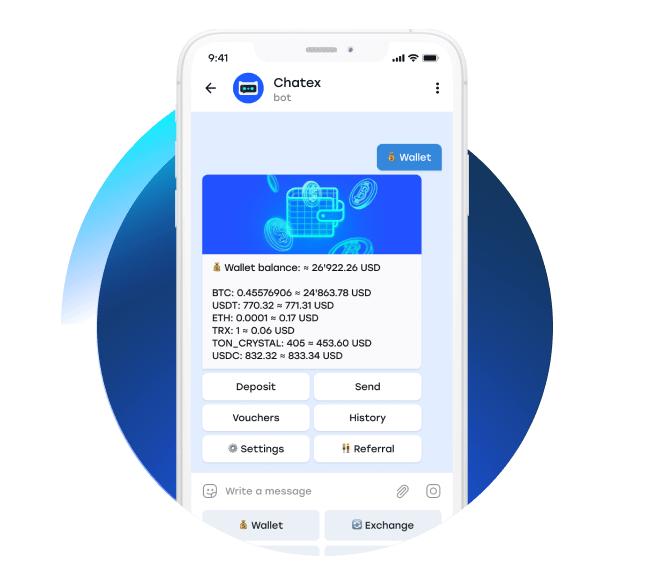 9:41
Chatex
bot
Wallet
Wallet balance: ≈ 26'922.26 USD
BTC: 0.45576906 ≈ 24'863.78 USD
USDT: 770.32 ≈ 771.31 USD
ETH: 0.0001 ≈ 0.17 USD
TRX: 1 ≈ 0.06 USD
TON_CRYSTAL: 405 ≈ 453.60 USD
USDC: 832.32 ≈ 833.34 USD
Deposit
Send
Vouchers
History
Settings
Referral
Write a message
Wallet
Exchange